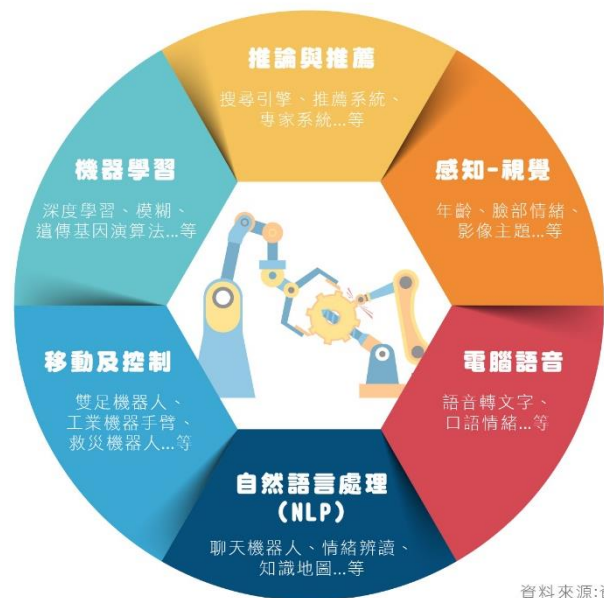 推論與推薦
搜尋引擎、推薦系統、
專家系統...等
感知-視覺
年齡、臉部情緒、
影像主題...等
電腦語音
語音轉文字、
口語情緒...等
自然語言處理
(NLP)
聊天機器人、情緒辨讀、
知識地圖...等
移動及控制
雙足機器人、
工業機器手臂、
救災機器人...等
機器學習
深度學習、模糊、
遺傳基因演算法...等
資料來源: